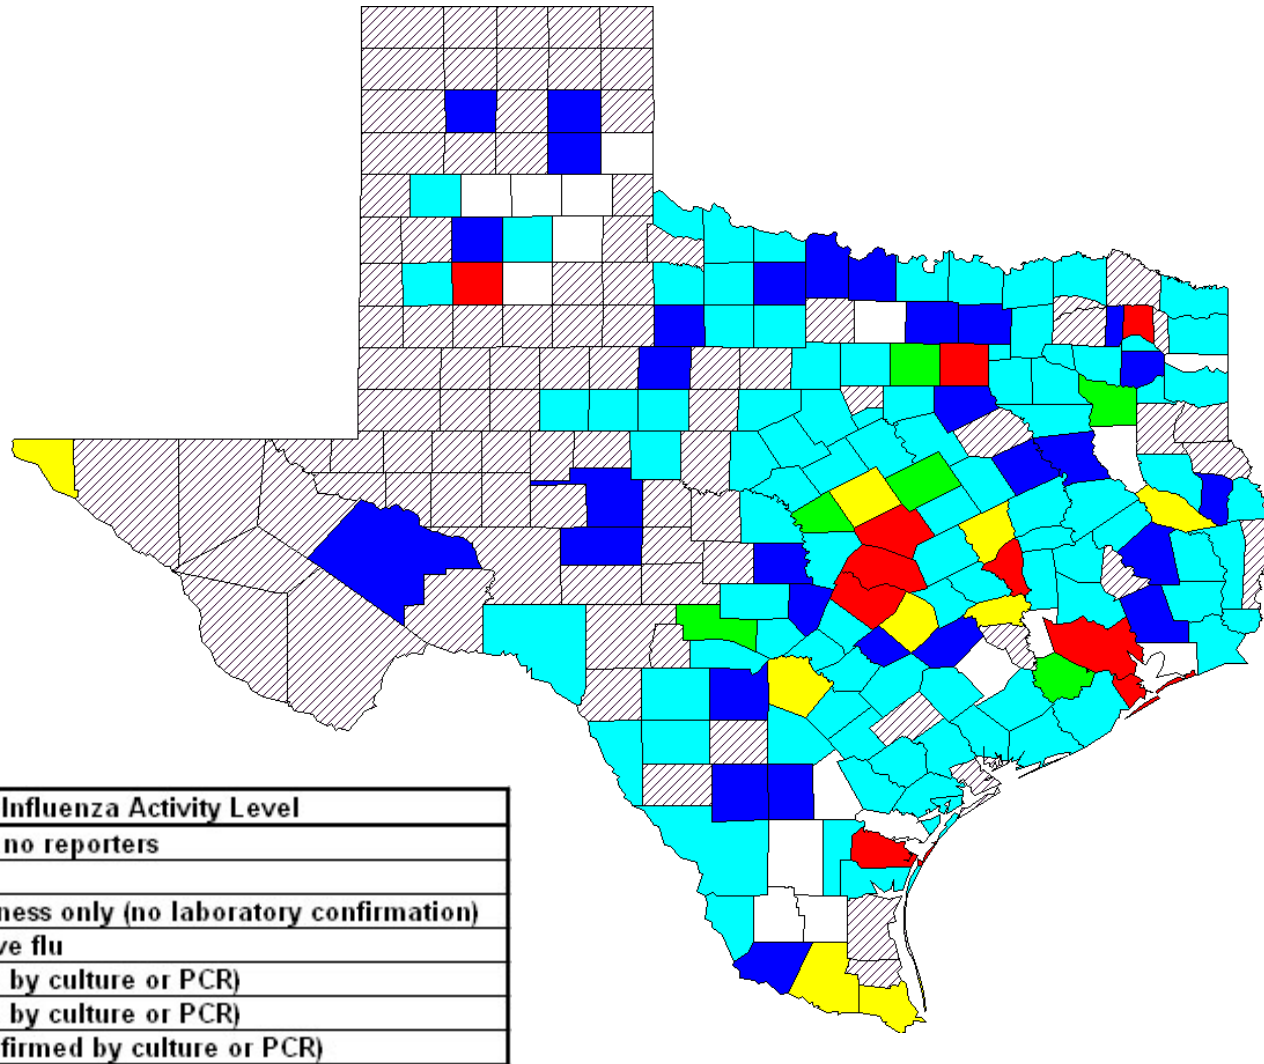 Influenza Activity Level
no reporters
ness only (no laboratory confirmation)
ve flu
by culture or PCR)
by culture or PCR)
firmed by culture or PCR)